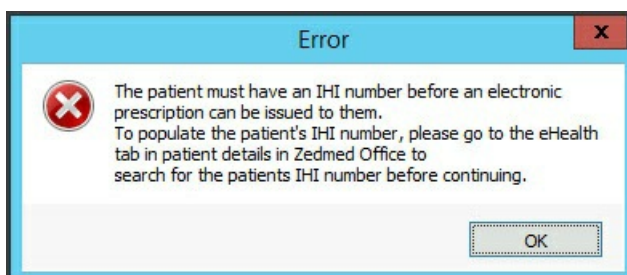 Error
x
The patient must have an IHI number before an electronic
prescription can be issued to them.
To populate the patient's IHI number, please go to the eHealth
tab in patient details in Zedmed Office to
search for the patients IHI number before continuing.
OK